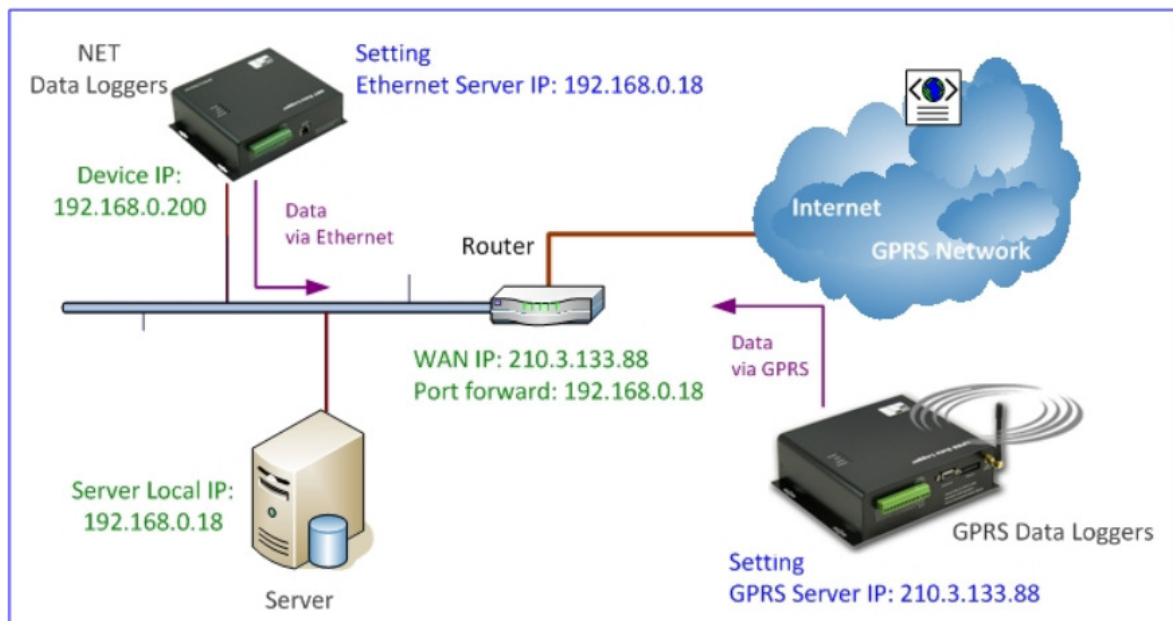 NET
Data Loggers
Setting
Ethernet Server IP: 192.168.0.18
Device IP:
192.168.0.200
Data
via Ethernet
Router
Internet
GPRS Network
WAN IP: 210.3.133.88
Port forward: 192.168.0.18
Data
via GPRS
Server Local IP:
192.168.0.18
Server
GPRS Data Loggers
Setting
GPRS Server IP: 210.3.133.88